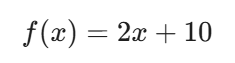 f(x) = 2x + 10